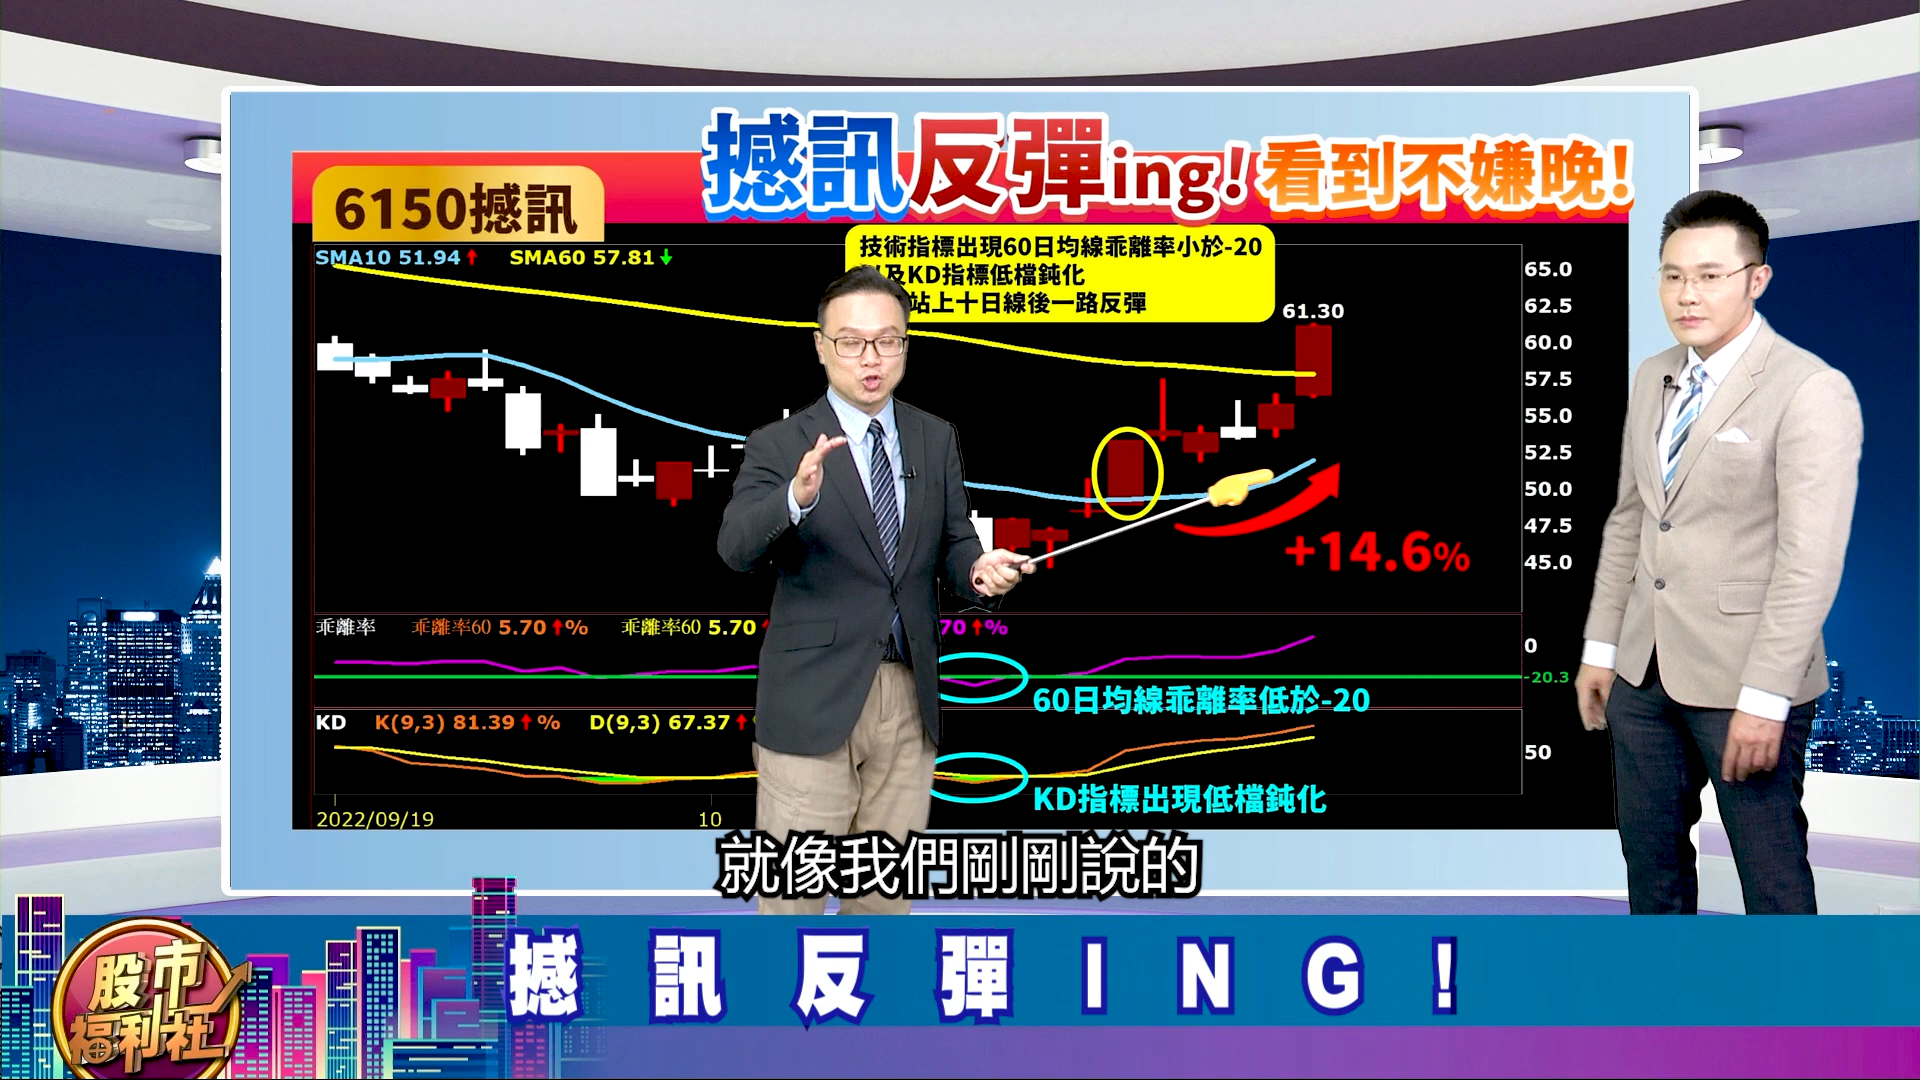 撼訊反彈ing!看到不嫌晚!
6150撼訊
技術指標出現60日均線乖離率小於-20
及KD指標低檔鈍化
站上十日線後一路反彈
SMA10 51.94 SMA60 57.81
61.30
65.0
62.5
60.0
57.5
55.0
52.5
50.0
47.5
45.0
+14.6%
乖離率 乖離率60 5.70 % 乖離率60 5.70 70 %
0
-20.3
60日均線乖離率低於-20
KD K(9,3) 81.39 % D(9,3) 67.37
50
KD指標出現低檔鈍化
2022/09/19 10
就像我們剛剛說的
撼訊反彈ING!
股市
福利社